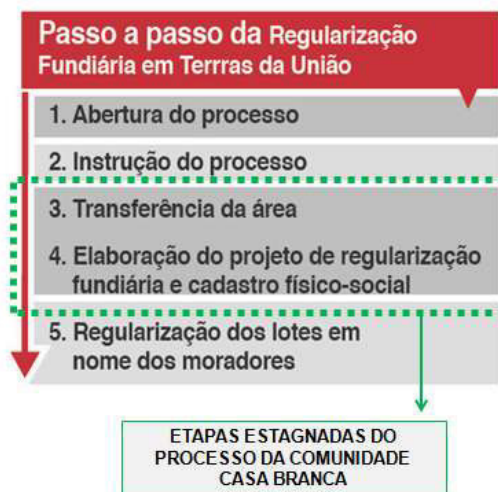 Passo a passo da Regularização
Fundiária em Terrras da União
1. Abertura do processo
2. Instrução do processo
3. Transferência da área
4. Elaboração do projeto de regularização
fundiária e cadastro físico-social
5. Regularização dos lotes em
nome dos moradores
ETAPAS ESTAGNADAS DO
PROCESSO DA COMUNIDADE
CASA BRANCA